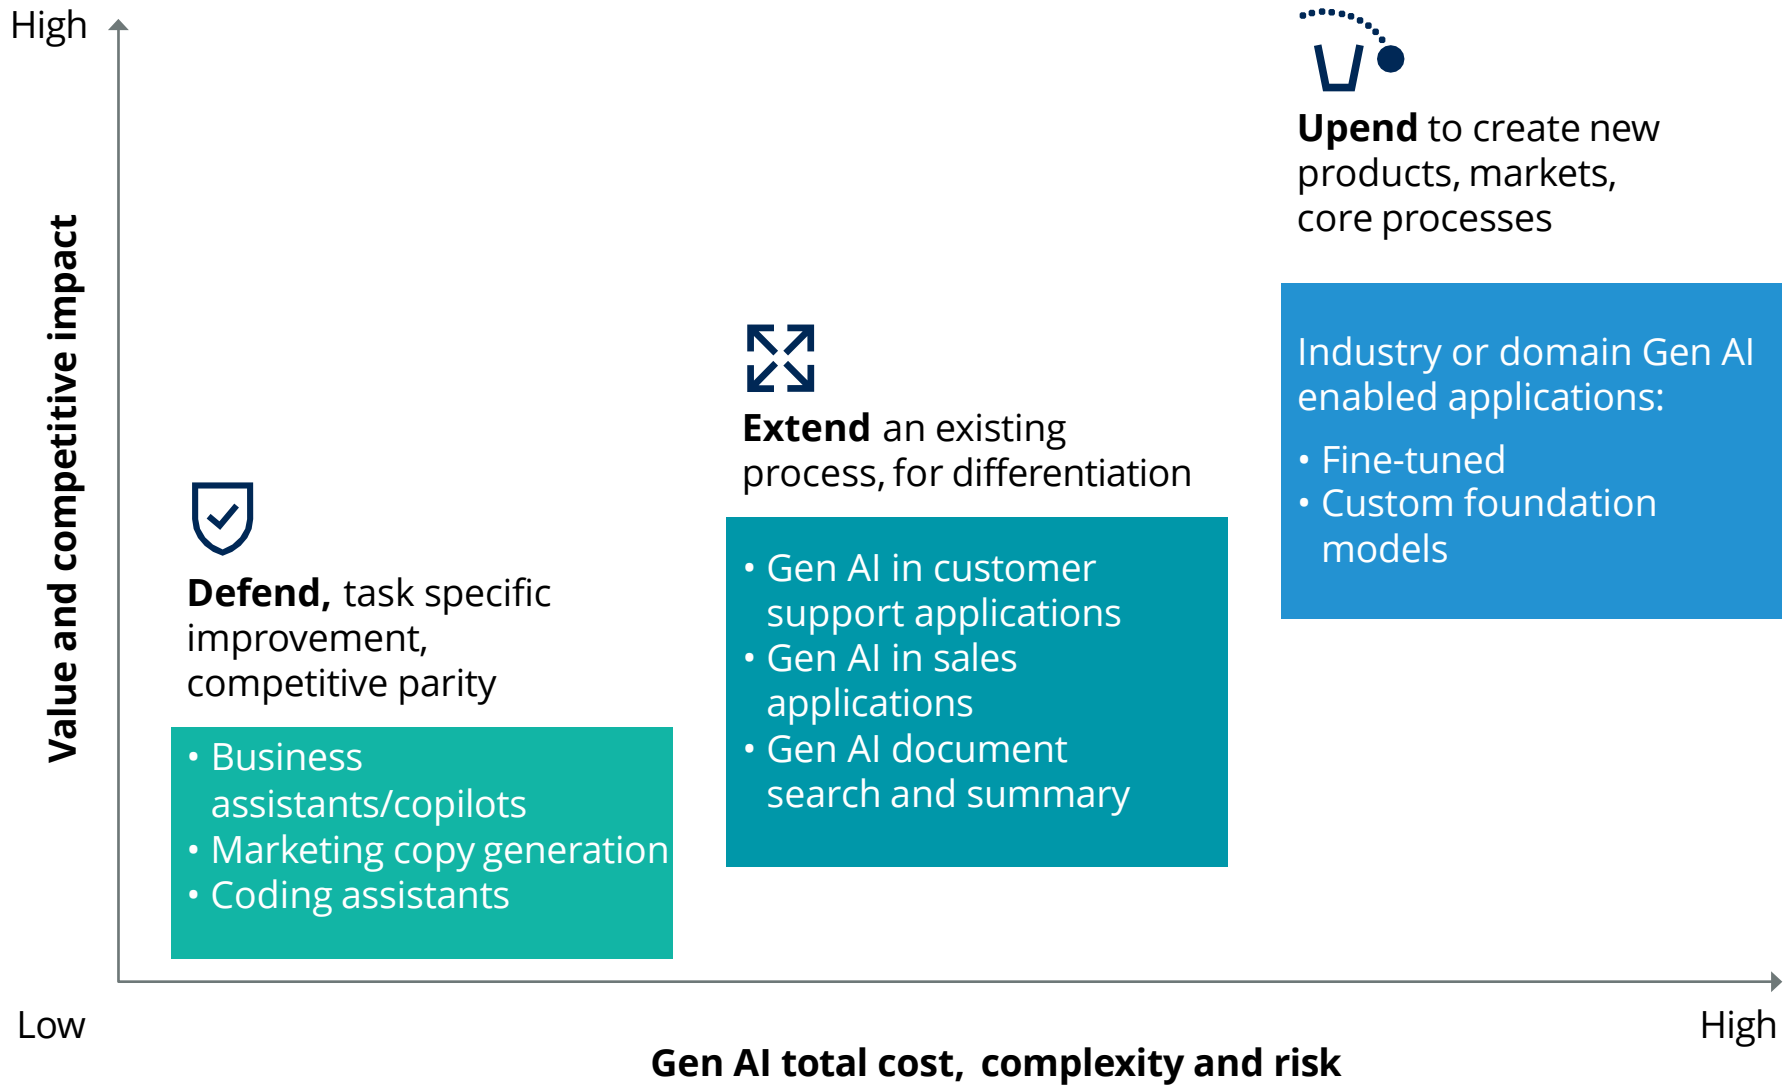 High
Value and competitive impact
Defend, task specific
improvement,
competitive parity
• Business
assistants/copilots
• Marketing copy generation
• Coding assistants
Extend an existing
process, for differentiation
• Gen AI in customer
support applications
• Gen AI in sales
applications
• Gen AI document
search and summary
Upend to create new
products, markets,
core processes
Industry or domain Gen AI
enabled applications:
• Fine-tuned
• Custom foundation
models
Low
High
Gen AI total cost, complexity and risk